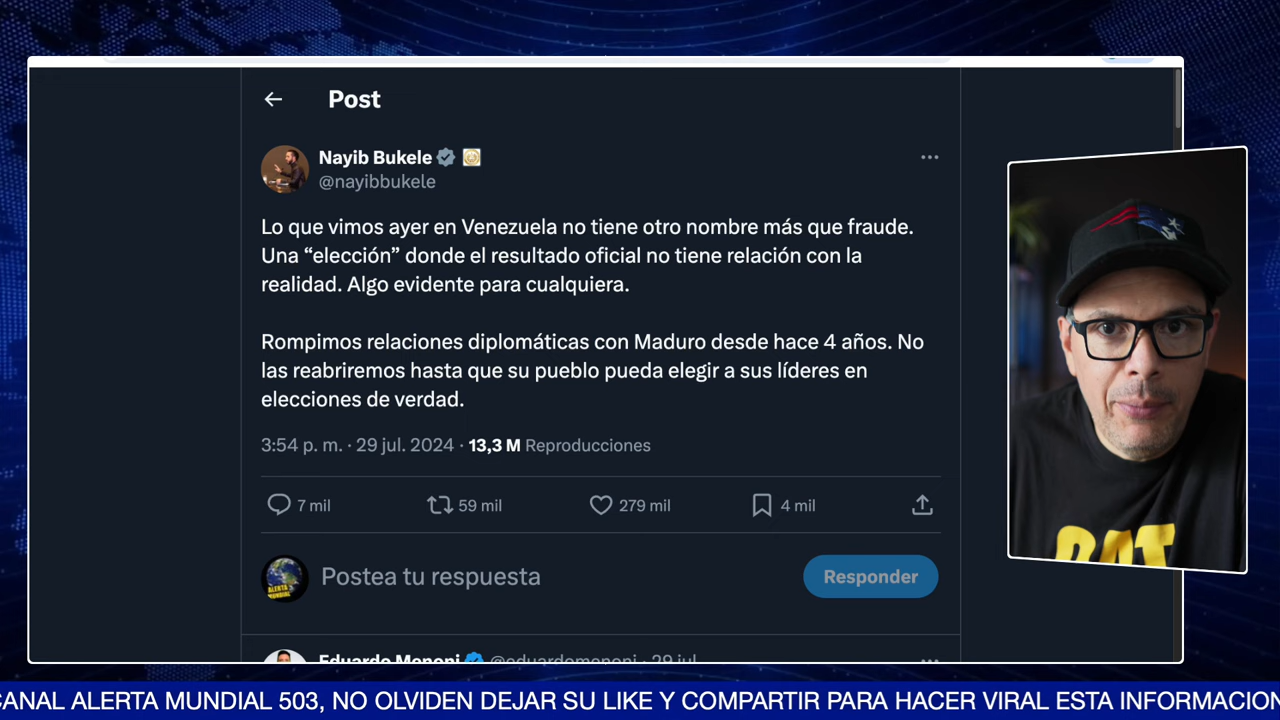 Post
Nayib Bukele
@nayibbukele
Lo que vimos ayer en Venezuela no tiene otro nombre más que fraude.
Una “elección” donde el resultado oficial no tiene relación con la
realidad. Algo evidente para cualquiera.
Rompimos relaciones diplomáticas con Maduro desde hace 4 años. No
las reabriremos hasta que su pueblo pueda elegir a sus líderes en
elecciones de verdad.
3:54 p. m. · 29 jul. 2024 · 13,3 M Reproducciones
7 mil 59 mil 279 mil 4 mil
ALERTA
MUNDIAL
Postea tu respuesta
Responder
Eduardo Menoni @eduardomenoni · 29 jul.
BAT
CANAL ALERTA MUNDIAL 503, NO OLVIDEN DEJAR SU LIKE Y COMPARTIR PARA HACER VIRAL ESTA INFORMACION